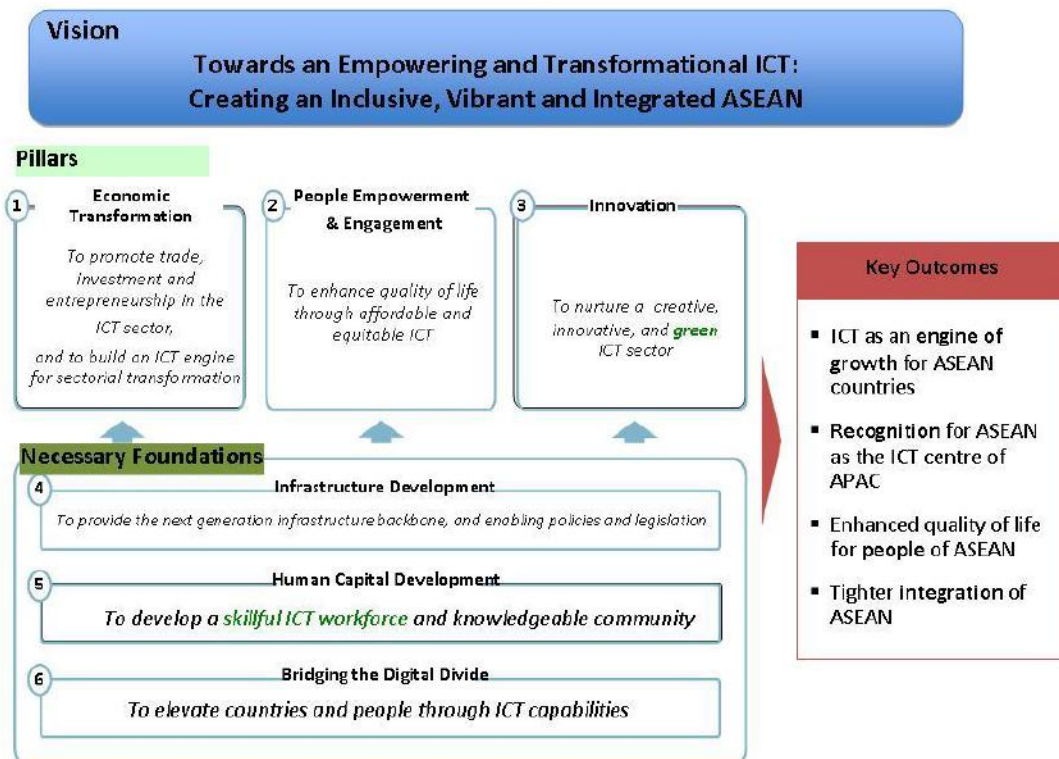 Vision
Towards an Empowering and Transformational ICT:
Creating an Inclusive, Vibrant and Integrated ASEAN
Pillars
1
Economic
Transformation
To promote trade,
investment and
entrepreneurship in the
ICT sector,
and to build an ICT engine
for sectorial transformation
2
People Empowerment
& Engagement
To enhance quality of life
through affordable and
equitable ICT
3
Innovation
To nurture a creative,
innovative, and green
ICT sector
Necessary Foundations
4
Infrastructure Development
To provide the next generation infrastructure backbone, and enabling policies and legislation
5
Human Capital Development
To develop a skillful ICT workforce and knowledgeable community
6
Bridging the Digital Divide
To elevate countries and people through ICT capabilities
Key Outcomes
▪ ICT as an engine of
growth for ASEAN
countries
▪ Recognition for ASEAN
as the ICT centre of
APAC
▪ Enhanced quality of life
for people of ASEAN
▪ Tighter integration of
ASEAN